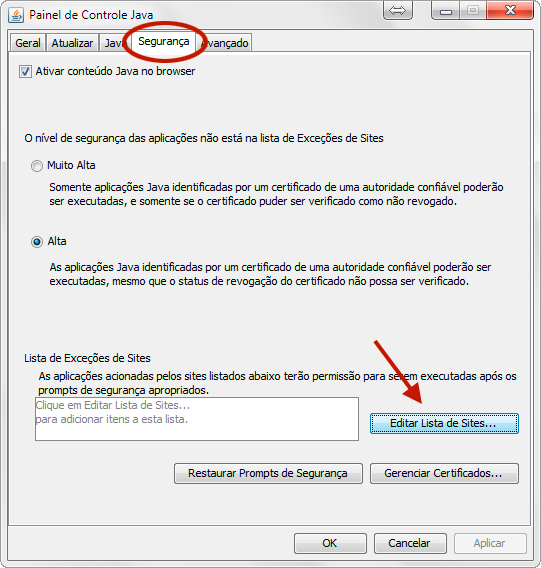 Painel de Controle Java
Geral Atualizar Java Segurança Avançado
Ativar conteúdo Java no browser
O nível de segurança das aplicações não está na lista de Exceções de Sites
Muito Alta
Somente aplicações Java identificadas por um certificado de uma autoridade confiável poderão
ser executadas, e somente se o certificado puder ser verificado como não revogado.
Alta
As aplicações Java identificadas por um certificado de uma autoridade confiável poderão ser
executadas, mesmo que o status de revogação do certificado não possa ser verificado.
Lista de Exceções de Sites
As aplicações acionadas pelos sites listados abaixo terão permissão para serem executadas após os
prompts de segurança apropriados.
Clique em Editar Lista de Sites...
para adicionar itens a esta lista.
Editar Lista de Sites...
Restaurar Prompts de Segurança Gerenciar Certificados...
OK Cancelar Aplicar